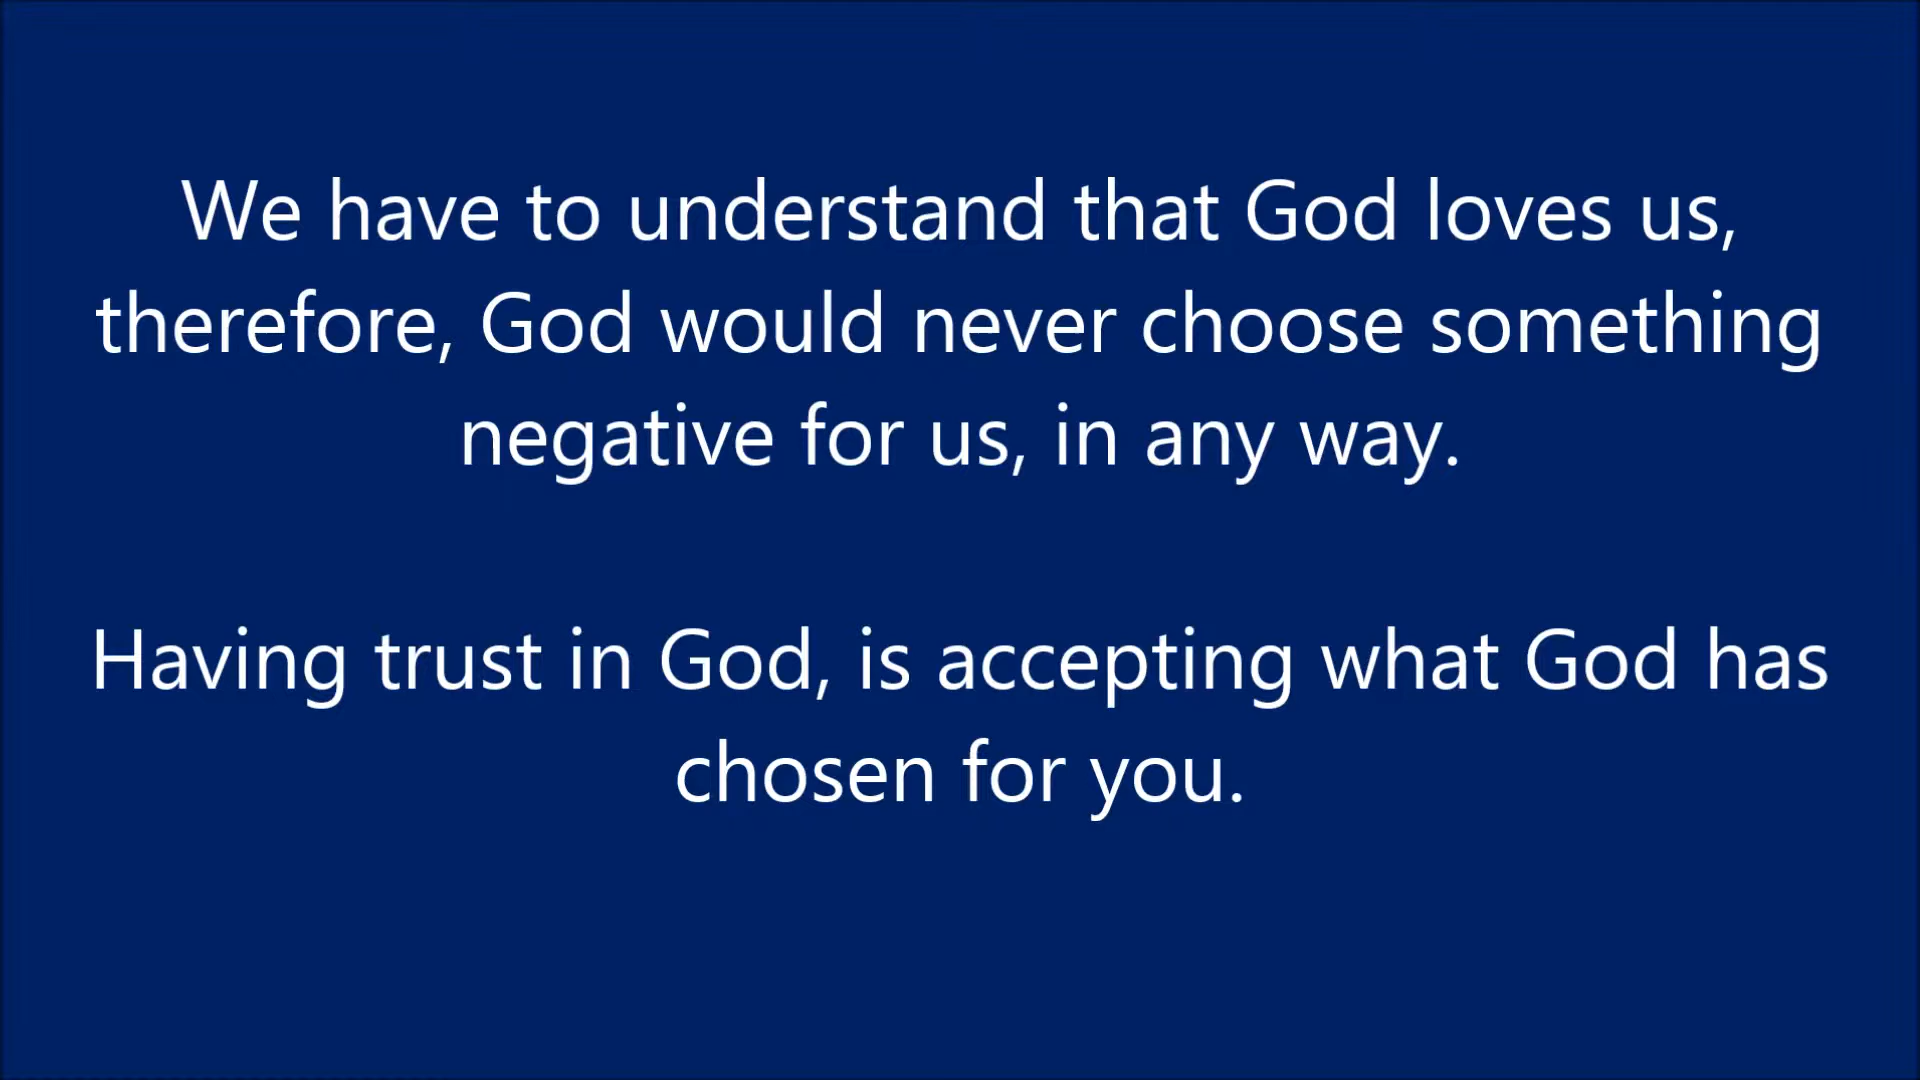 We have to understand that God loves us,
therefore, God would never choose something
negative for us, in any way.
Having trust in God, is accepting what God has
chosen for you.